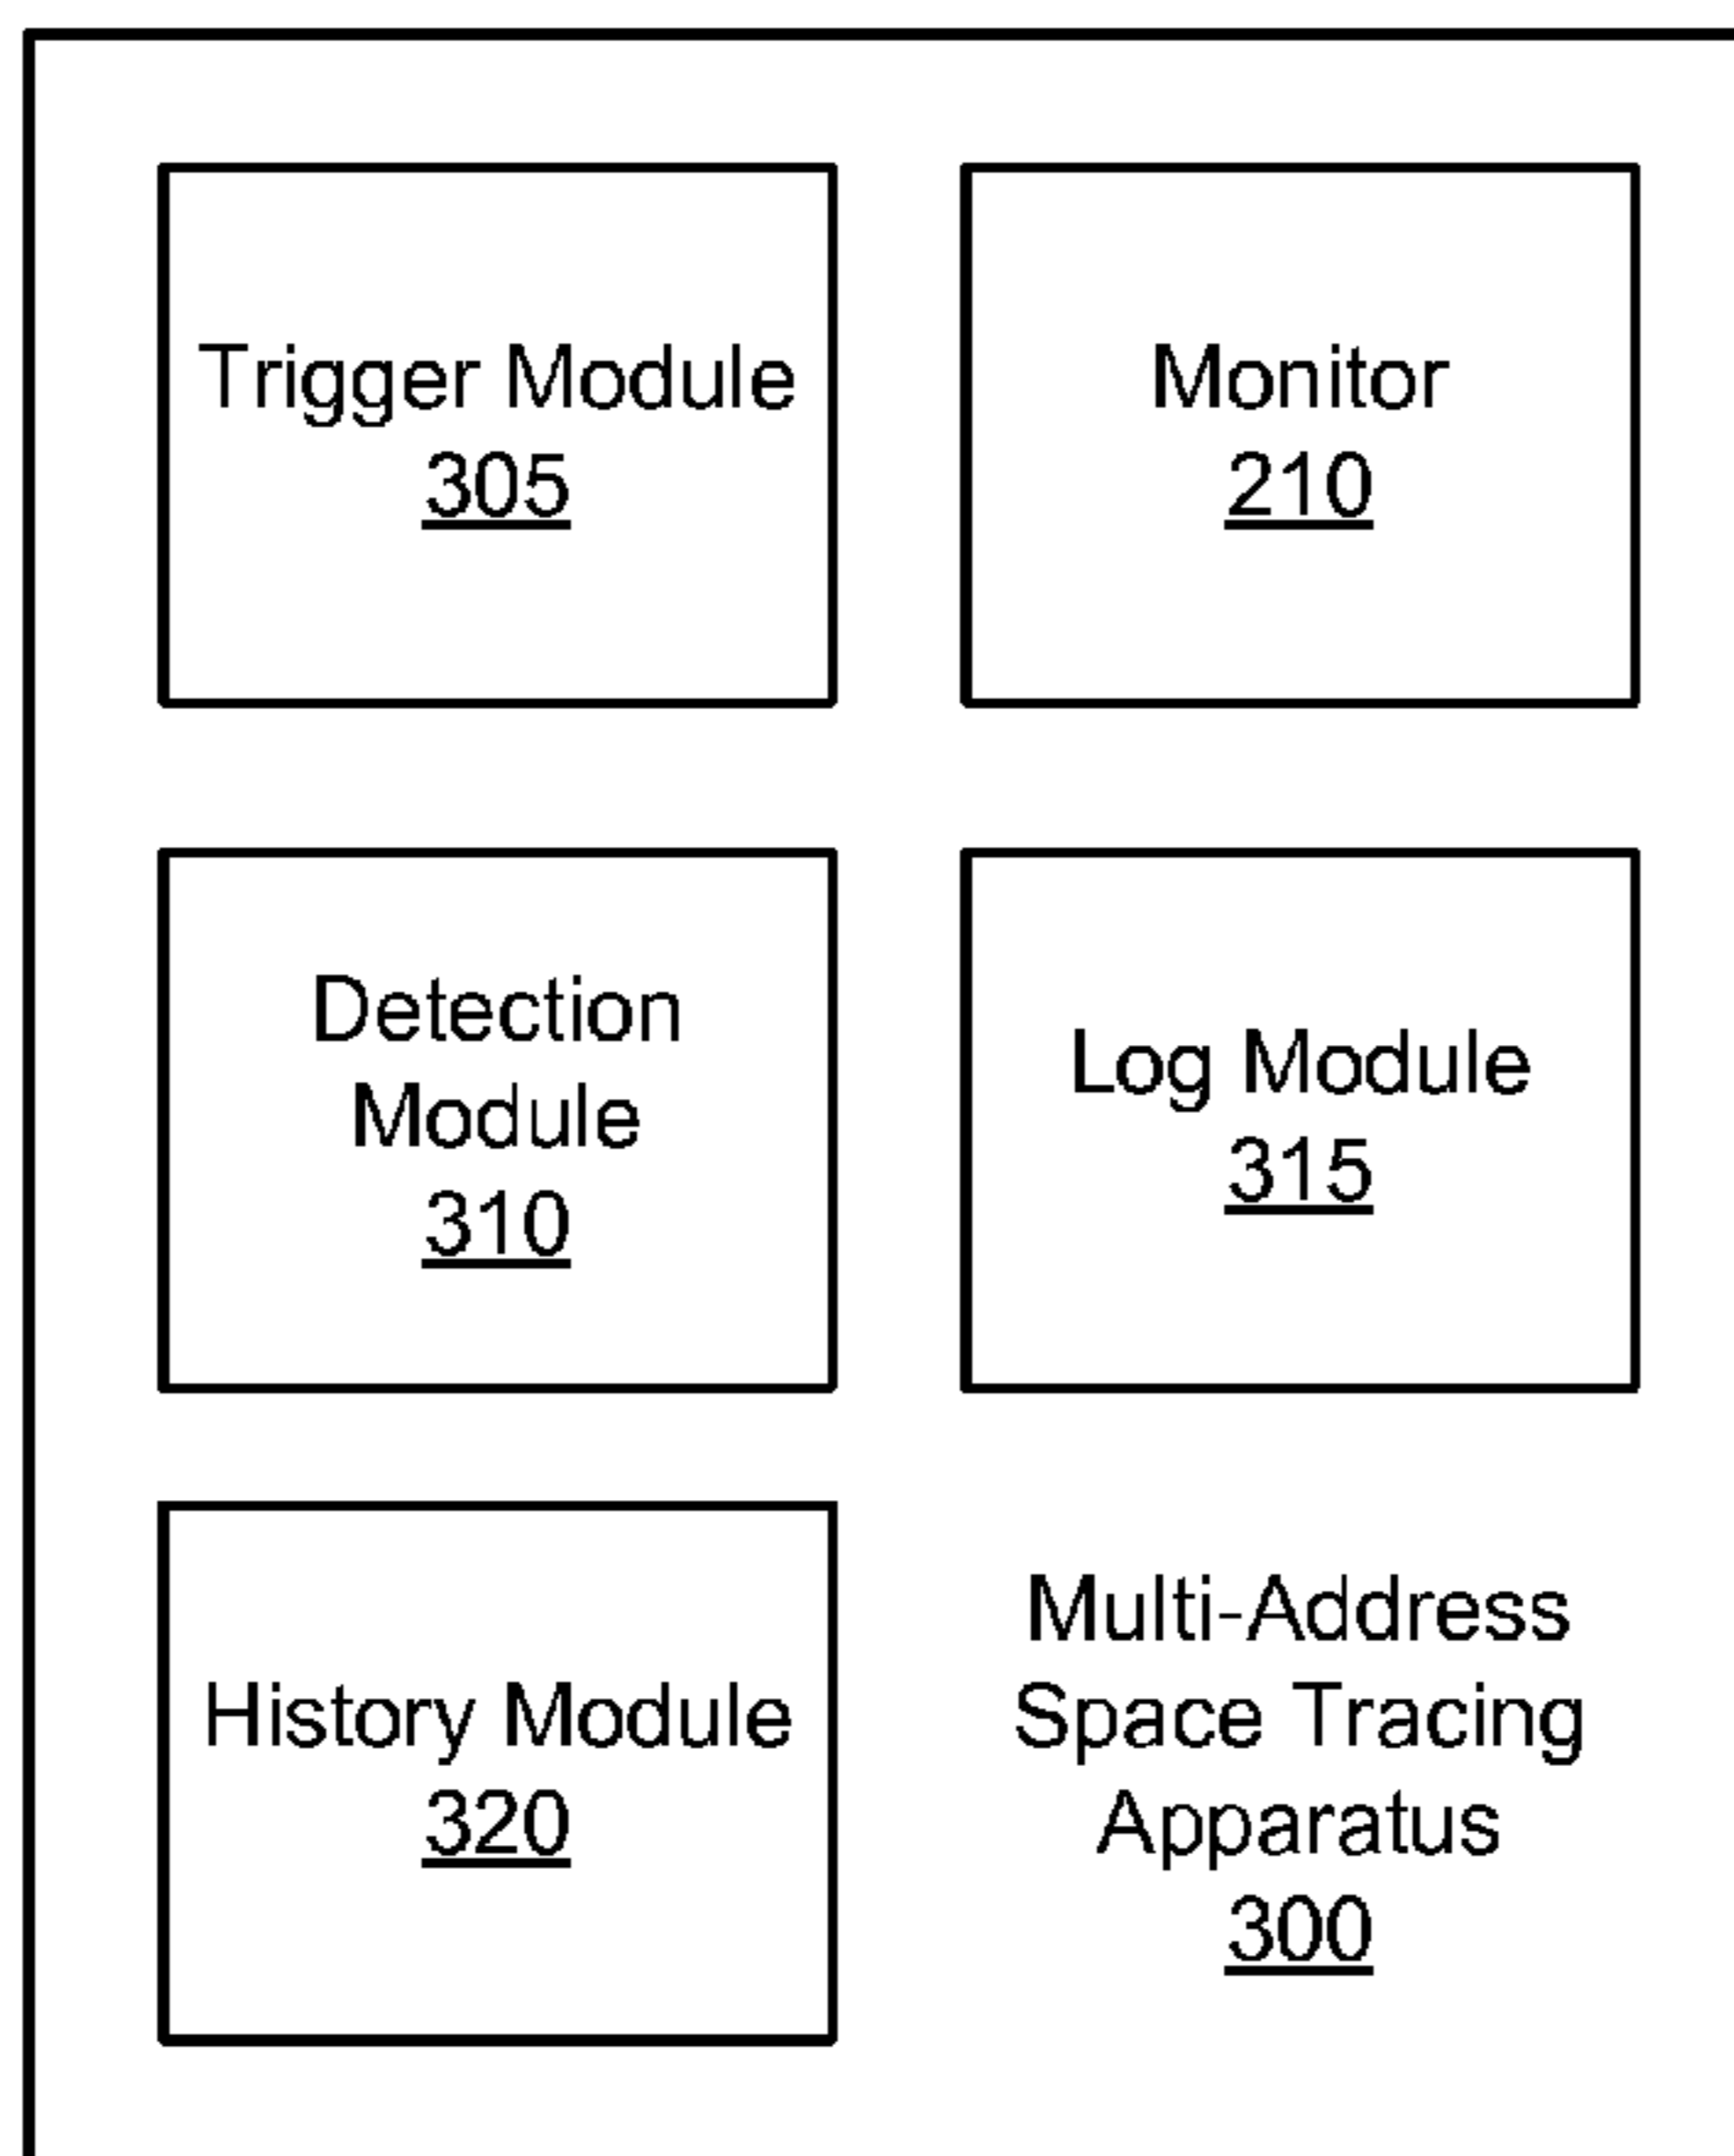 Trigger Module
305
Monitor
210
Detection
Module
310
Log Module
315
History Module
320
Multi-Address
Space Tracing
Apparatus
300